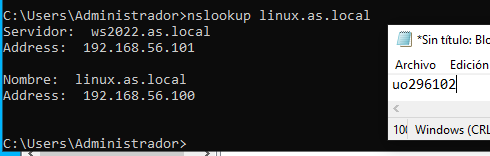 C:\Users\Administrador>nslookup linux.as.local
Servidor:  ws2022.as.local
Address:  192.168.56.101
Nombre:  linux.as.local
Address:  192.168.56.100
C:\Users\Administrador>
*Sin título: Blo
Archivo Edición
uo296102
100
Windows (CRL